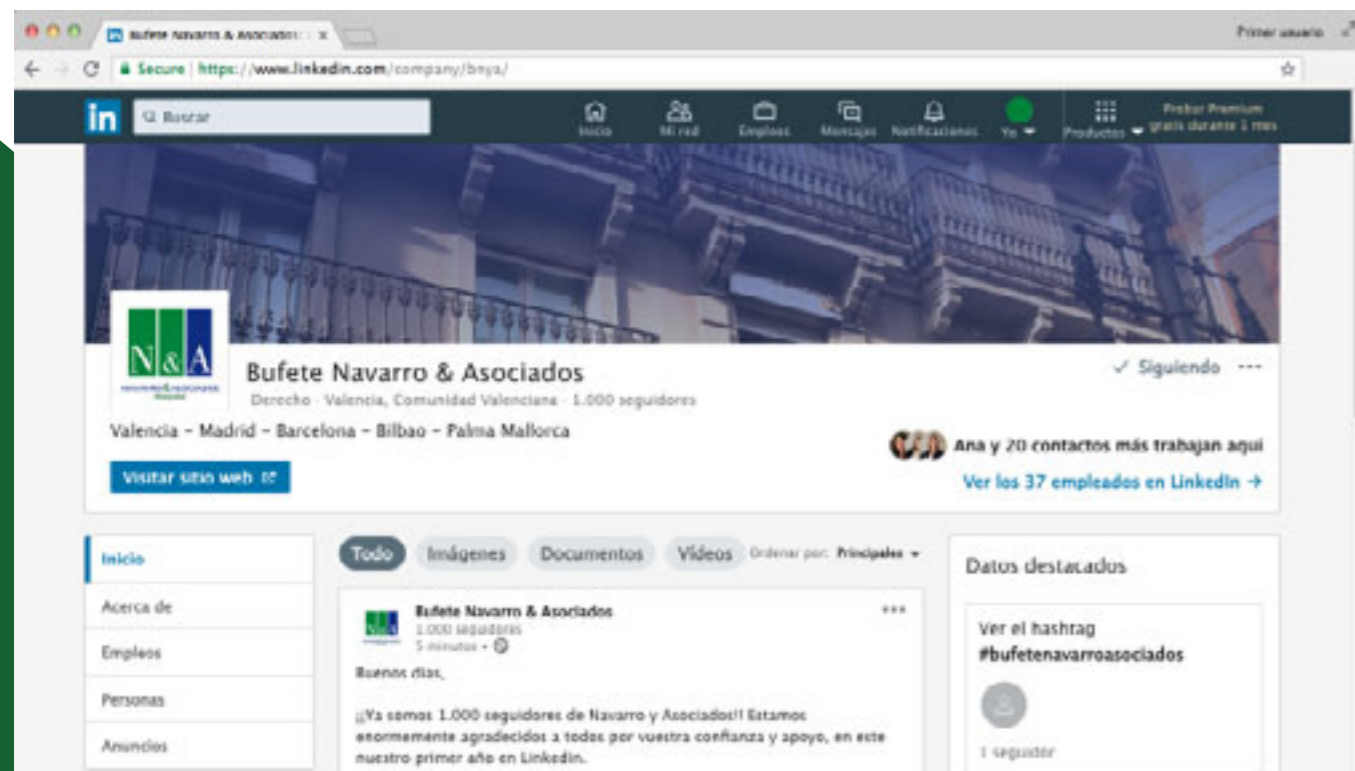 Bufete Navarro & Asociados:
Primer usuario
Secure | https://www.linkedin.com/company/bnya/
in
Buscar
Inicio
Mi red
Empleos
Mensajes
Notificaciones
Yo
Productos
Probar Premium
gratis durante 1 mes
N&A
Bufete Navarro & Asociados
Siguiendo
Derecho · Valencia, Comunidad Valenciana · 1.000 seguidores
Valencia – Madrid – Barcelona – Bilbao – Palma Mallorca
Ana y 20 contactos más trabajan aquí
Visitar sitio web
Ver los 37 empleados en LinkedIn →
Inicio
Acerca de
Empleos
Personas
Anuncios
Todo
Imágenes
Documentos
Vídeos
Ordenar por: Principales
Bufete Navarro & Asociados
1.000 seguidores
5 minutos •
Buenos días,
¡¡Ya somos 1.000 seguidores de Navarro y Asociados!! Estamos
enormemente agradecidos a todos por vuestra confianza y apoyo, en este
nuestro primer año en Linkedin.
Datos destacados
Ver el hashtag
#bufetenavarroasociados
1 seguidor